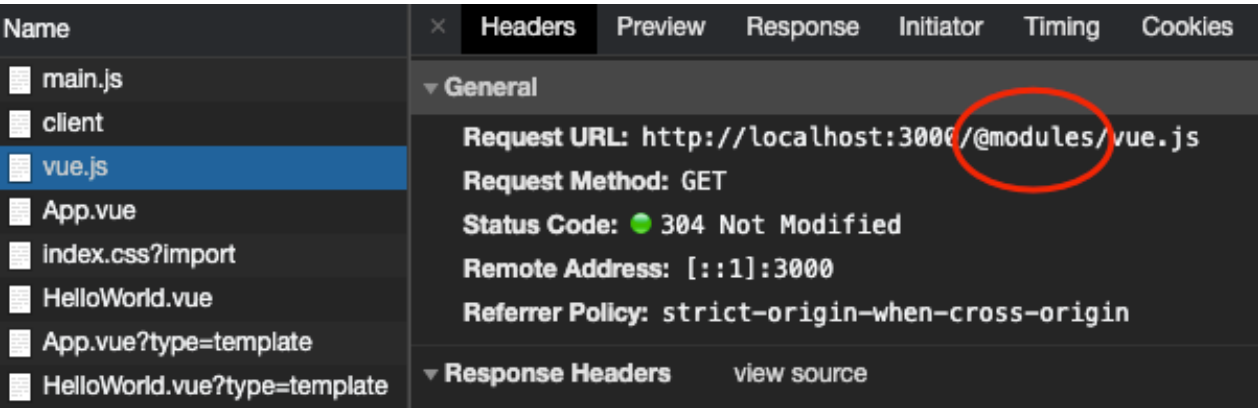 Name
main.js
client
vue.js
App.vue
index.css?import
HelloWorld.vue
App.vue?type=template
HelloWorld.vue?type=template
× Headers Preview Response Initiator Timing Cookies
▾ General
Request URL: http://localhost:3000/@modules/vue.js
Request Method: GET
Status Code: 304 Not Modified
Remote Address: [::1]:3000
Referrer Policy: strict-origin-when-cross-origin
▾ Response Headers view source